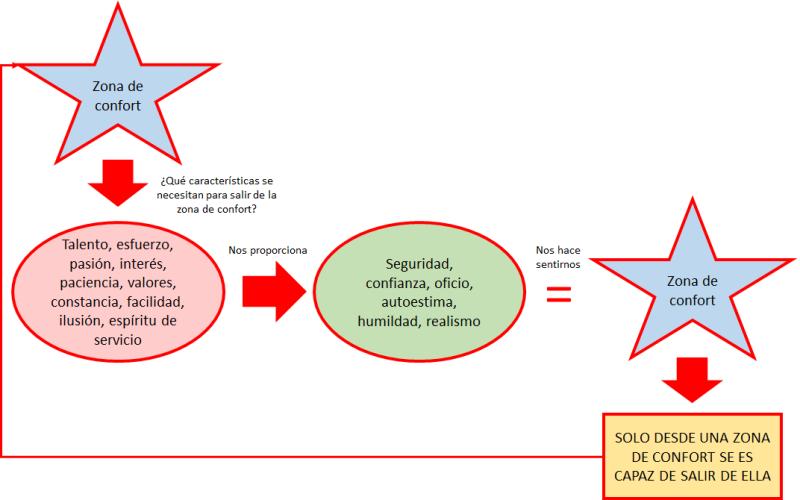 Zona de
confort
¿Qué características se
necesitan para salir de la
zona de confort?
Talento, esfuerzo,
pasión, interés,
paciencia, valores,
constancia, facilidad,
ilusión, espíritu de
servicio
Nos proporciona
Seguridad,
confianza, oficio,
autoestima,
humildad, realismo
Nos hace
sentirnos
Zona de
confort
SOLO DESDE UNA ZONA
DE CONFORT SE ES
CAPAZ DE SALIR DE ELLA